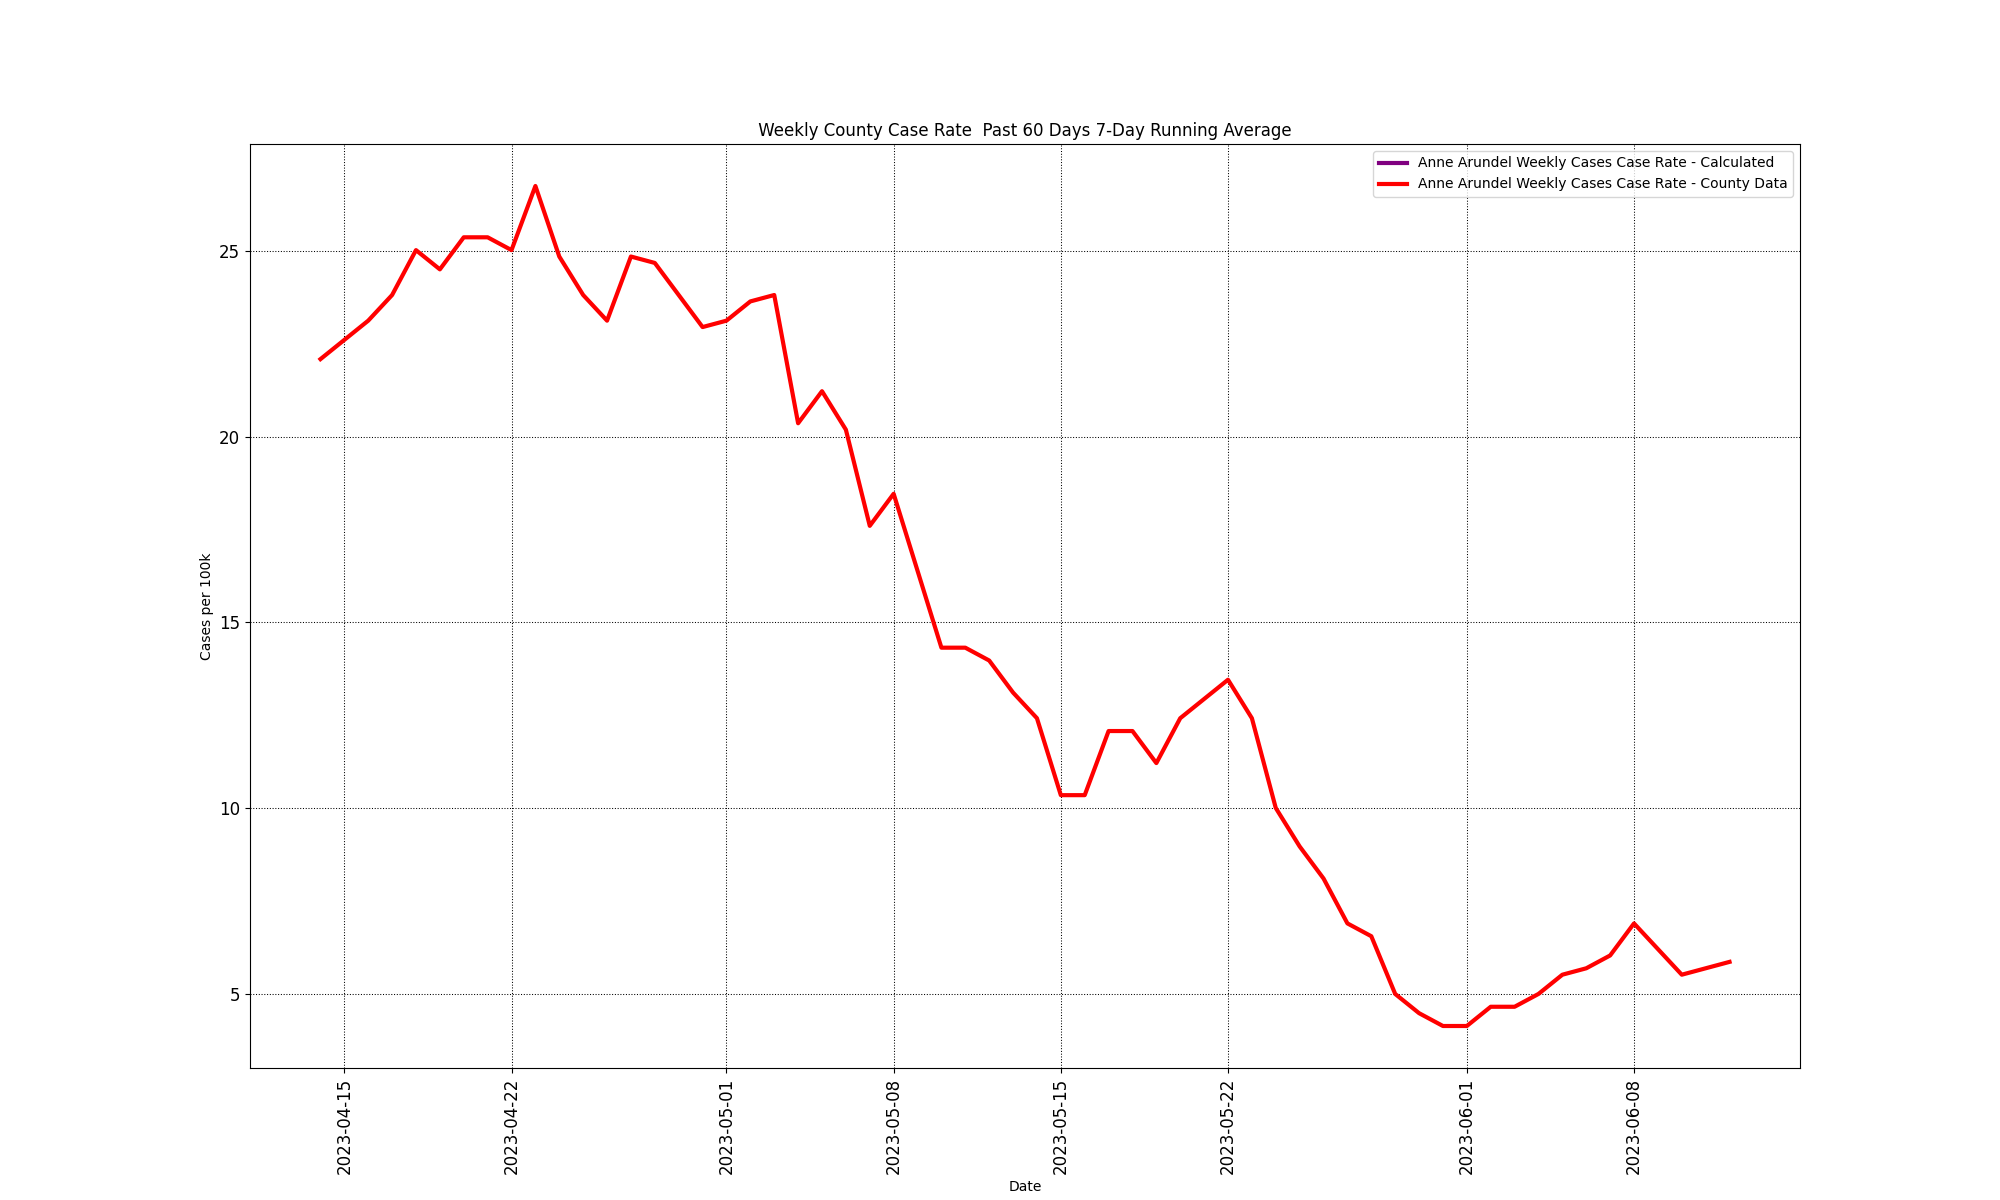 Weekly County Case Rate  Past 60 Days 7-Day Running Average
Anne Arundel Weekly Cases Case Rate - Calculated
Anne Arundel Weekly Cases Case Rate - County Data
25
20
15
10
5
Cases per 100k
2023-04-15
2023-04-22
2023-05-01
2023-05-08
2023-05-15
2023-05-22
2023-06-01
2023-06-08
Date